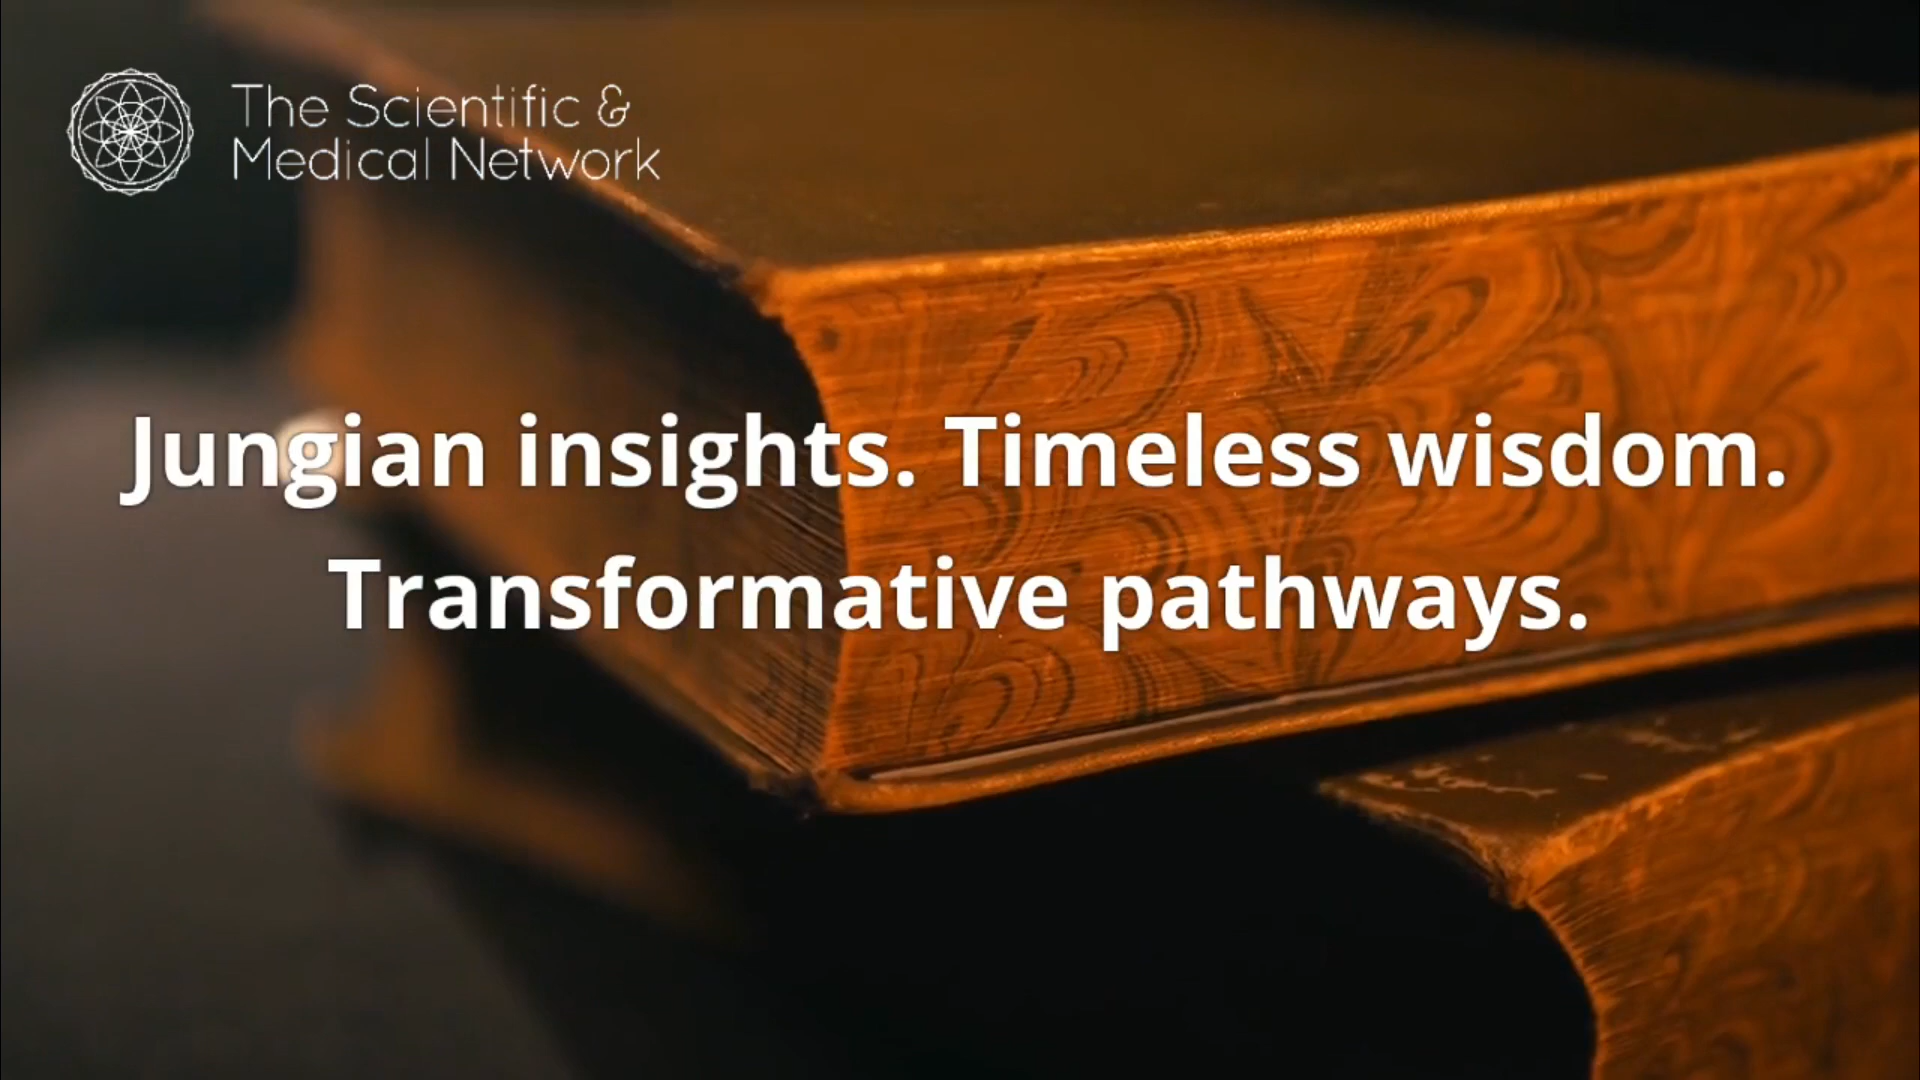 The Scientific &
Medical Network
Jungian insights. Timeless wisdom.
Transformative pathways.